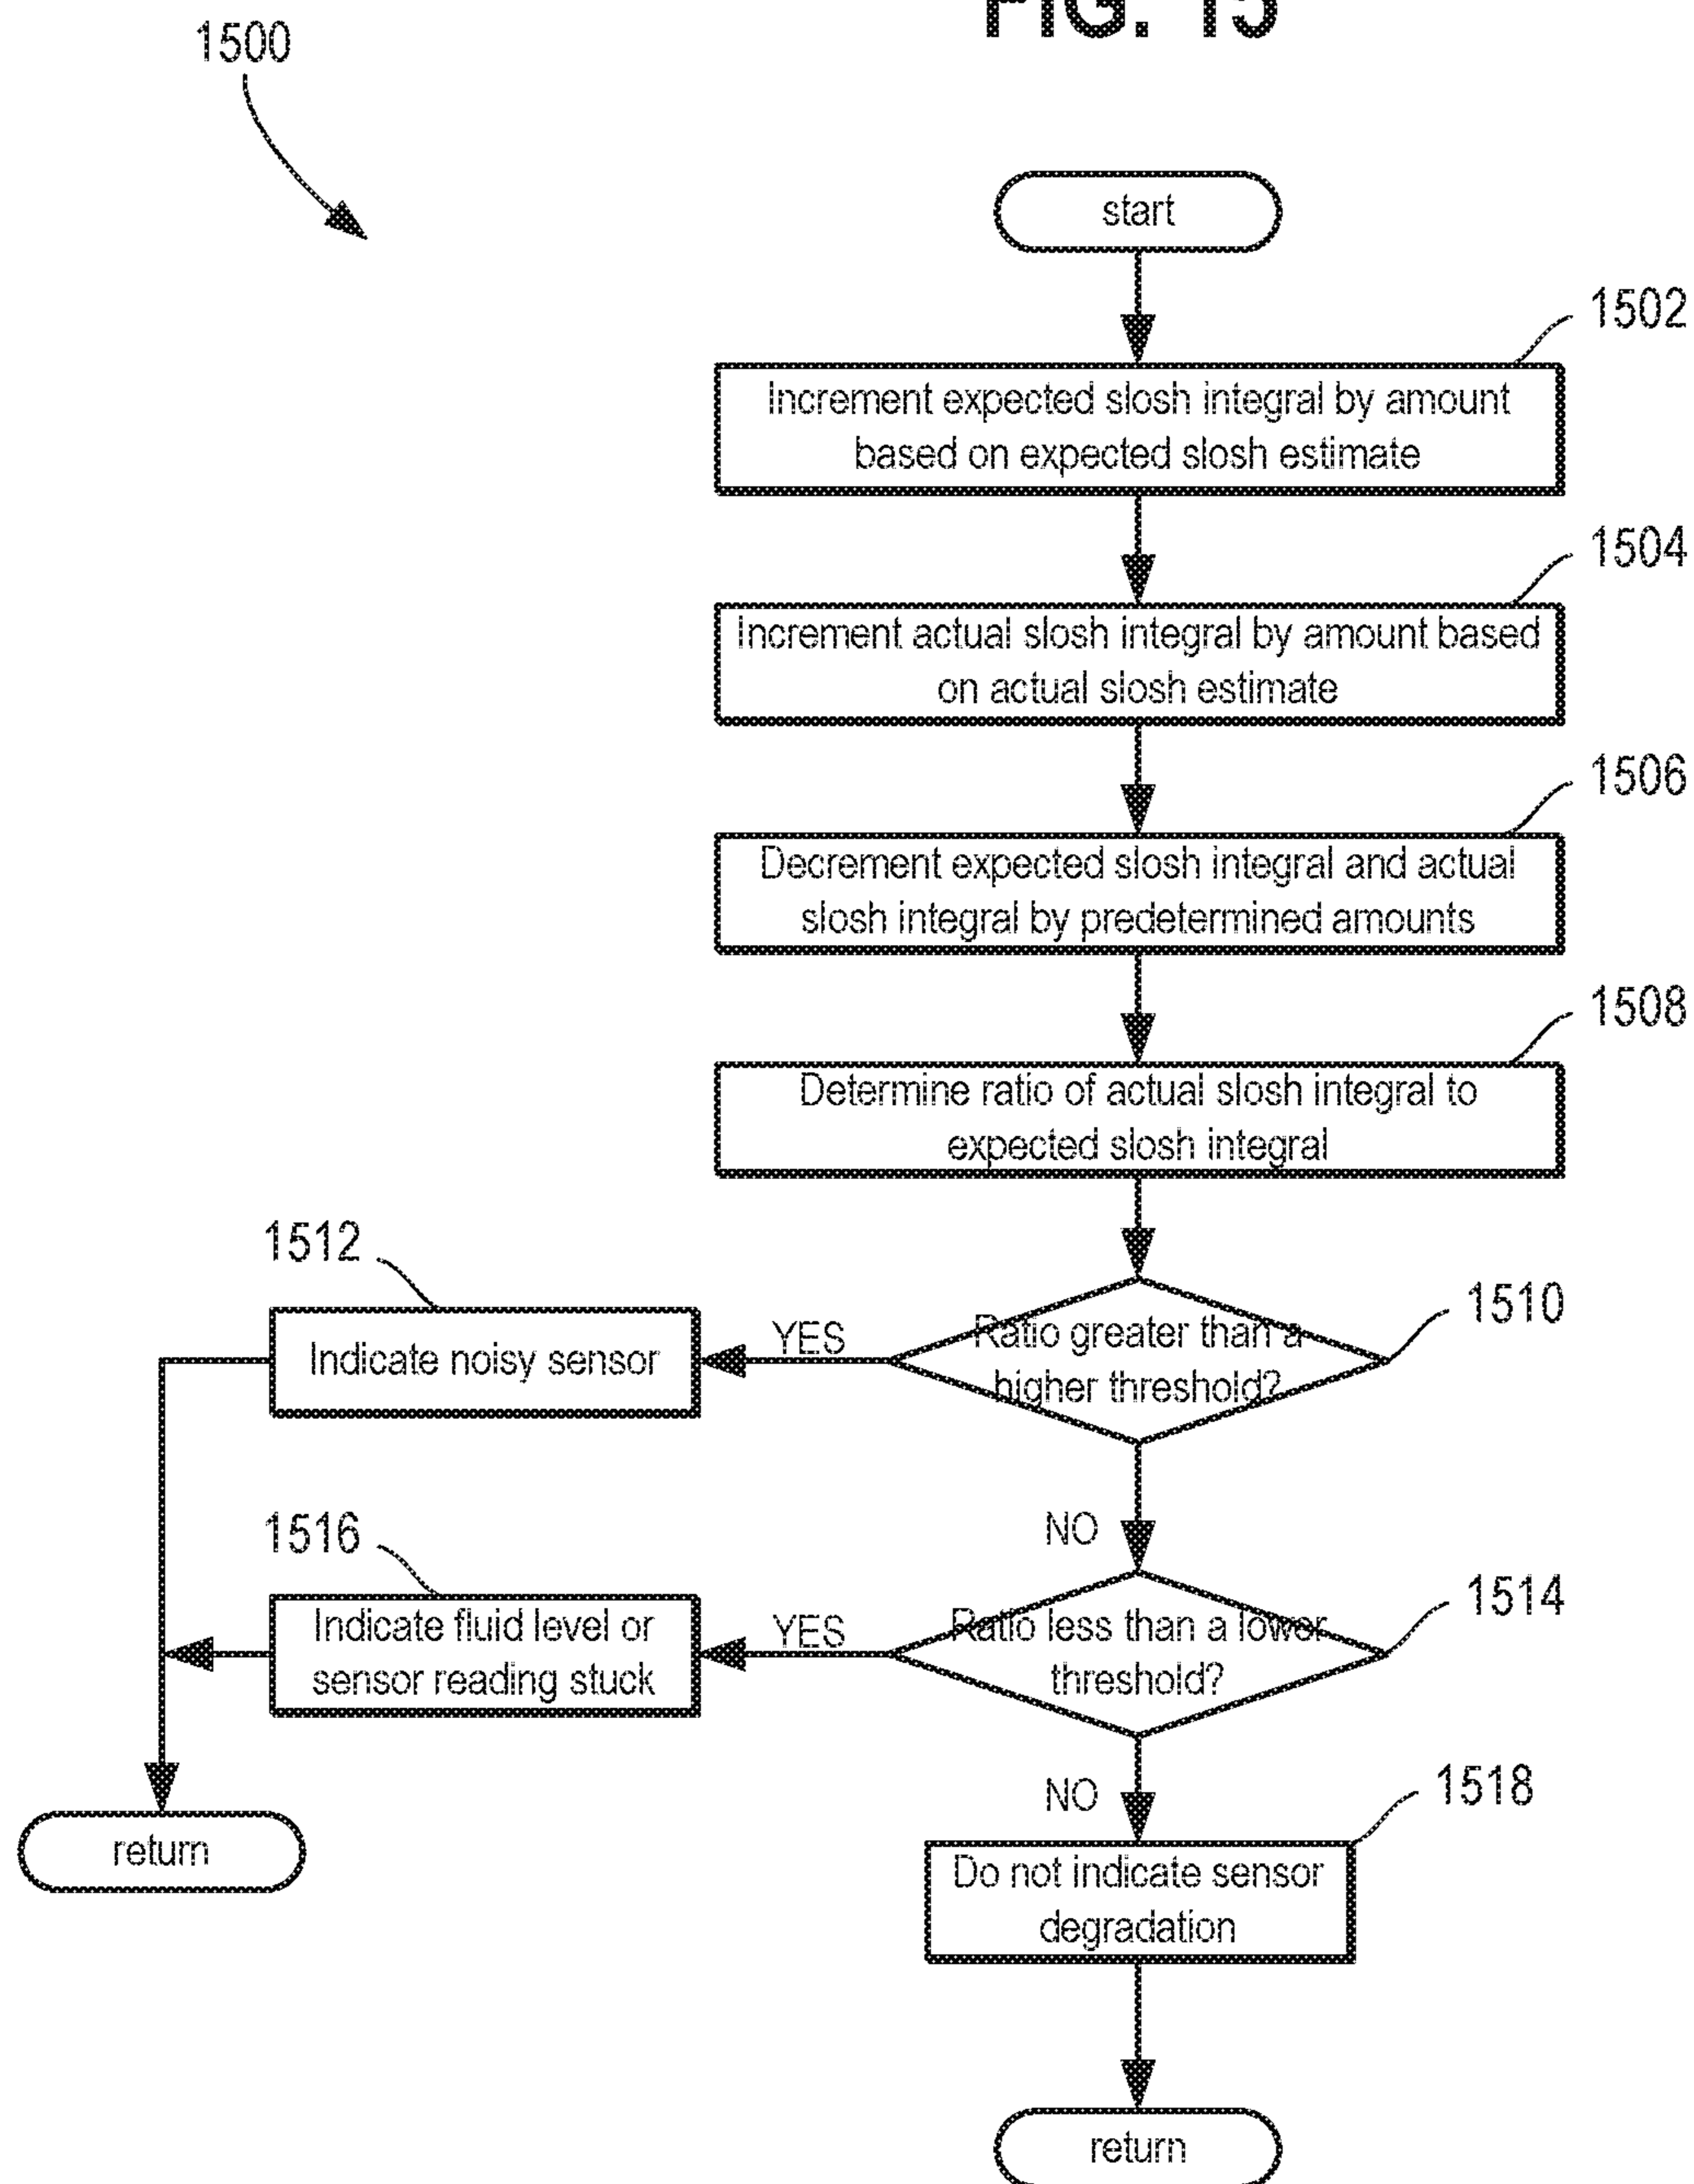 FIG. 15
1500
start
1502
Increment expected slosh integral by amount
based on expected slosh estimate
1504
Increment actual slosh integral by amount based
on actual slosh estimate
1506
Decrement expected slosh integral and actual
slosh integral by predetermined amounts
1508
Determine ratio of actual slosh integral to
expected slosh integral
1512
Indicate noisy sensor
YES
Ratio greater than a
higher threshold?
1510
NO
1516
Indicate fluid level or
sensor reading stuck
YES
Ratio less than a lower
threshold?
1514
NO
1518
return
Do not indicate sensor
degradation
return